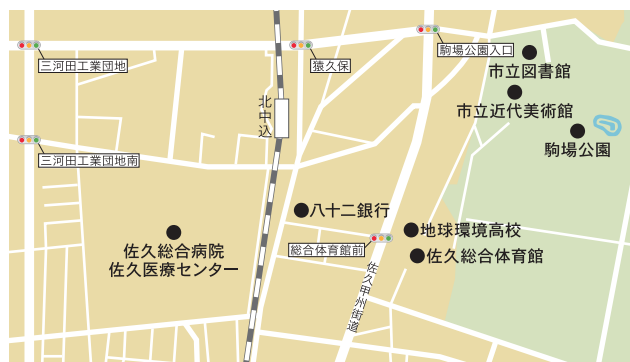 駒場公園入口
三河田工業団地
猿久保
市立図書館
市立近代美術館
北中込
駒場公園
三河田工業団地南
八十二銀行
地球環境高校
総合体育館前
佐久総合病院
佐久医療センター
佐久総合体育館
佐久甲州街道